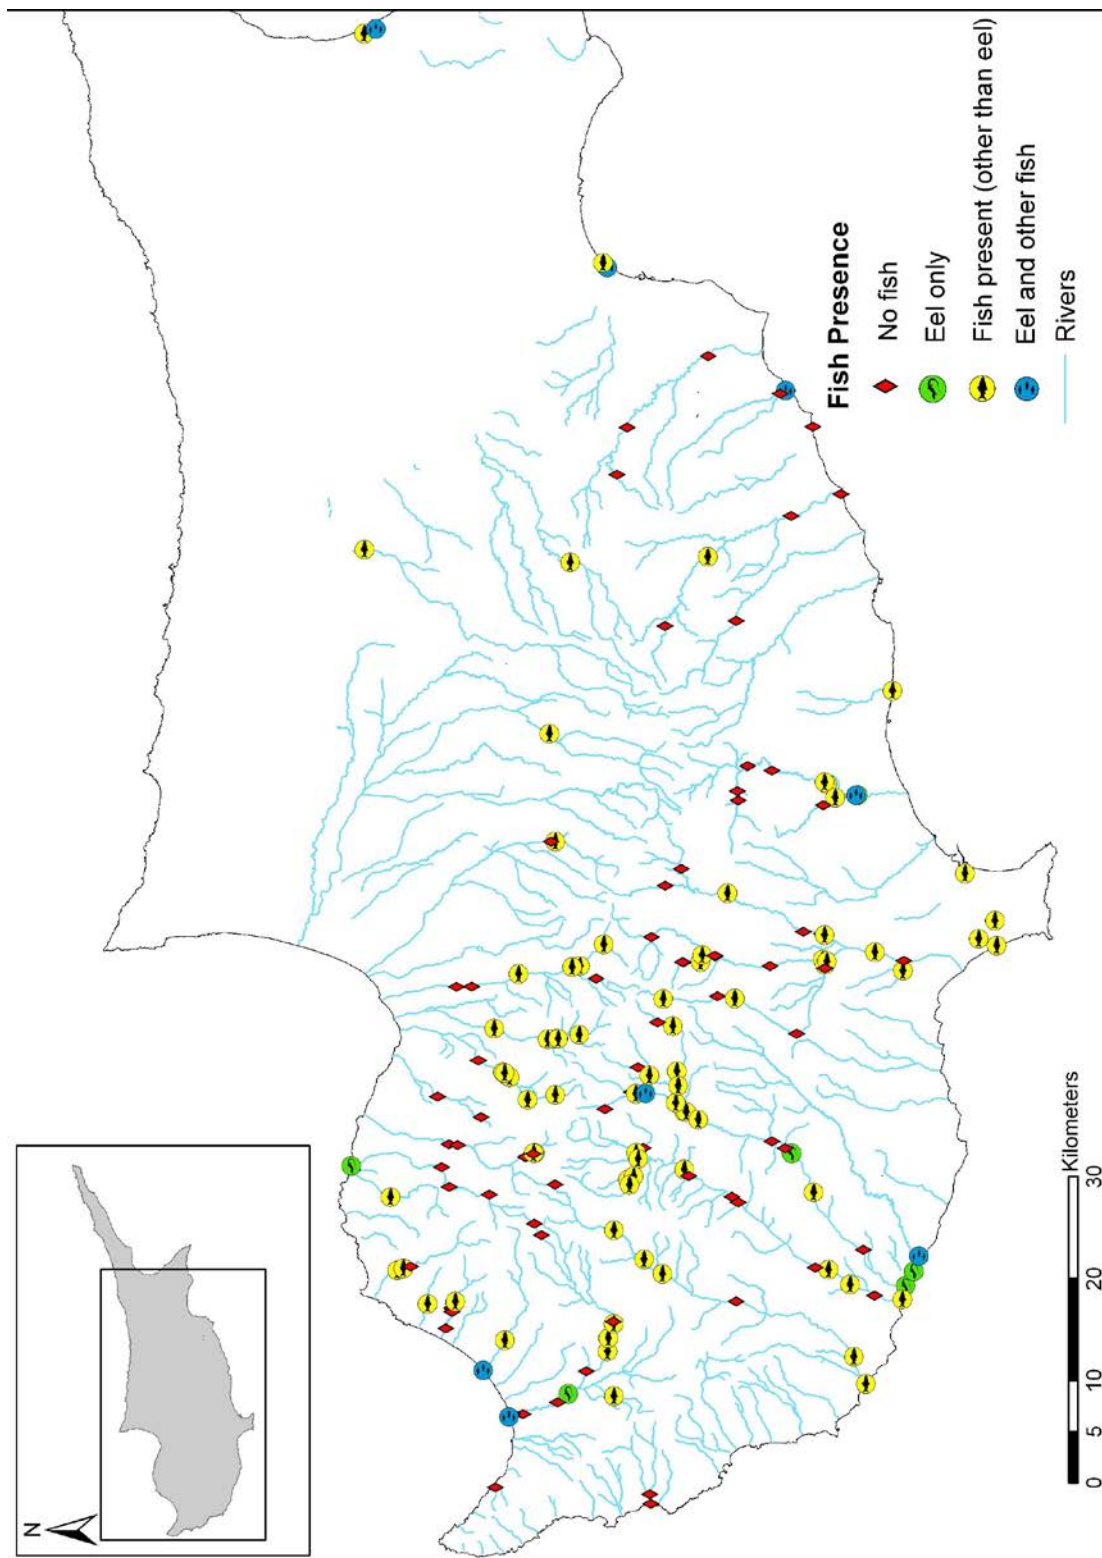 N
Fish Presence
No fish
Eel only
Fish present (other than eel)
Eel and other fish
Rivers
0 5 10 20 30
Kilometers